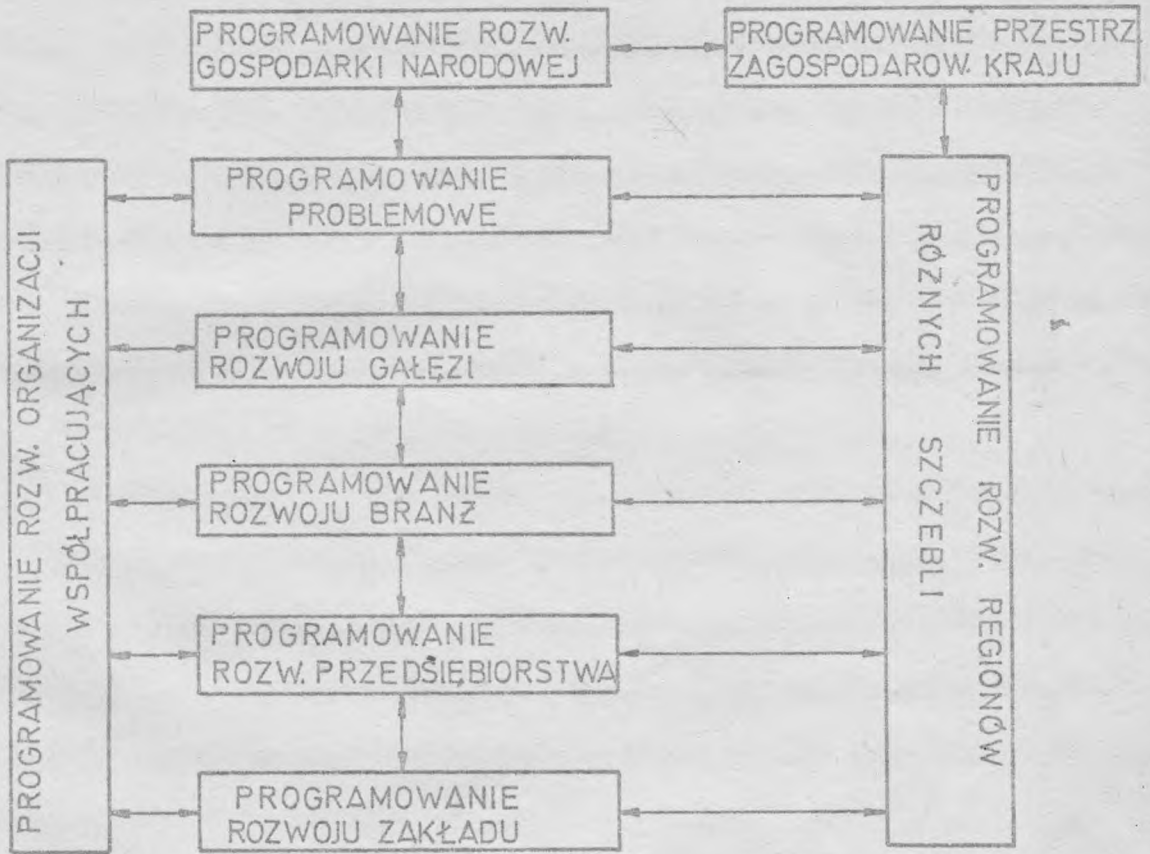 PROGRAMOWANIE ROZW.
GOSPODARKI NARODOWEJ
PROGRAMOWANIE PRZESTRZ.
ZAGOSPODAROW. KRAJU
PROGRAMOWANIE ROZW. ORGANIZACJI
WSPÓŁPRACUJĄCYCH
PROGRAMOWANIE
PROBLEMOWE
PROGRAMOWANIE
ROZWOJU GAŁĘZI
PROGRAMOWANIE
ROZWOJU BRANŻ
PROGRAMOWANIE
ROZW. PRZEDSIĘBIORSTWA
PROGRAMOWANIE
ROZWOJU ZAKŁADU
PROGRAMOWANIE ROZW. REGIONÓW
RÓŻNYCH SZCZEBLI